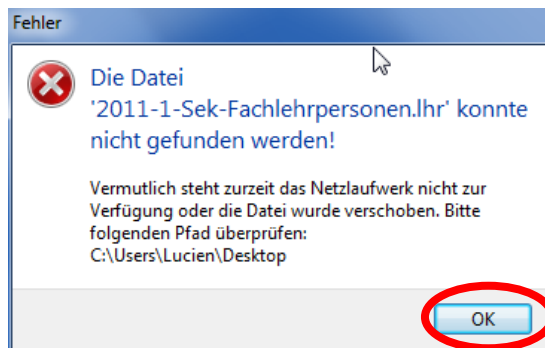 Fehler
Die Datei
'2011-1-Sek-Fachlehrpersonen.lhr' konnte
nicht gefunden werden!
Vermutlich steht zurzeit das Netzlaufwerk nicht zur
Verfügung oder die Datei wurde verschoben. Bitte
folgenden Pfad überprüfen:
C:\Users\Lucien\Desktop
OK